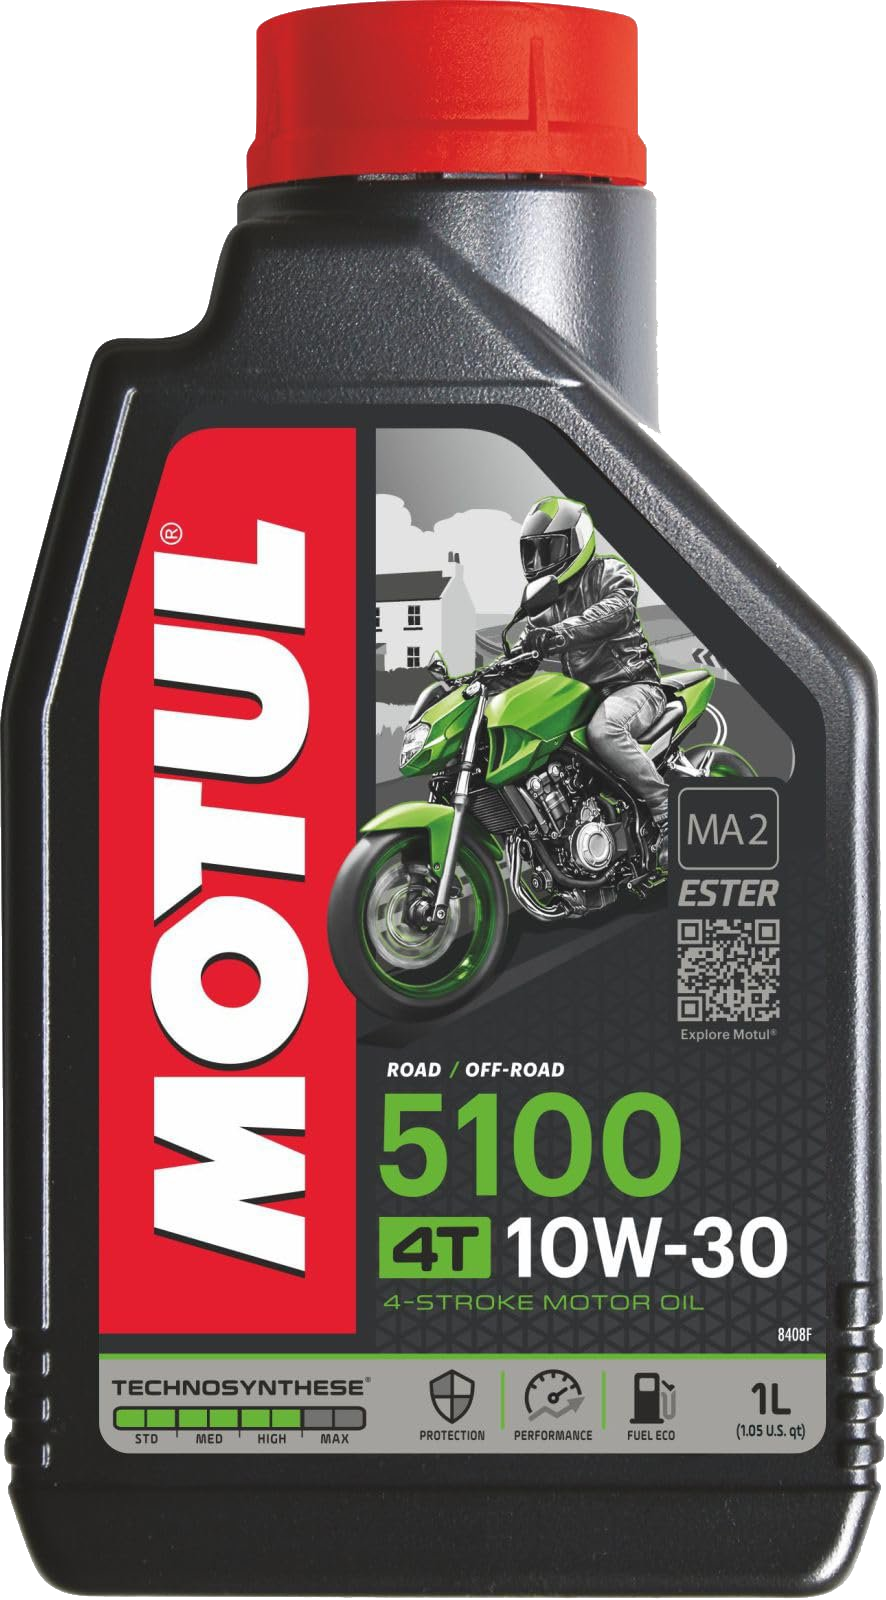 MOTUL®
MA2
ESTER
Explore Motul®
ROAD / OFF-ROAD
5100
4T 10W-30
4-STROKE MOTOR OIL
8408F
TECHNOSYNTHESE®
STD MED HIGH MAX
PROTECTION
PERFORMANCE
FUEL ECO
1L
(1.05 U.S. qt)